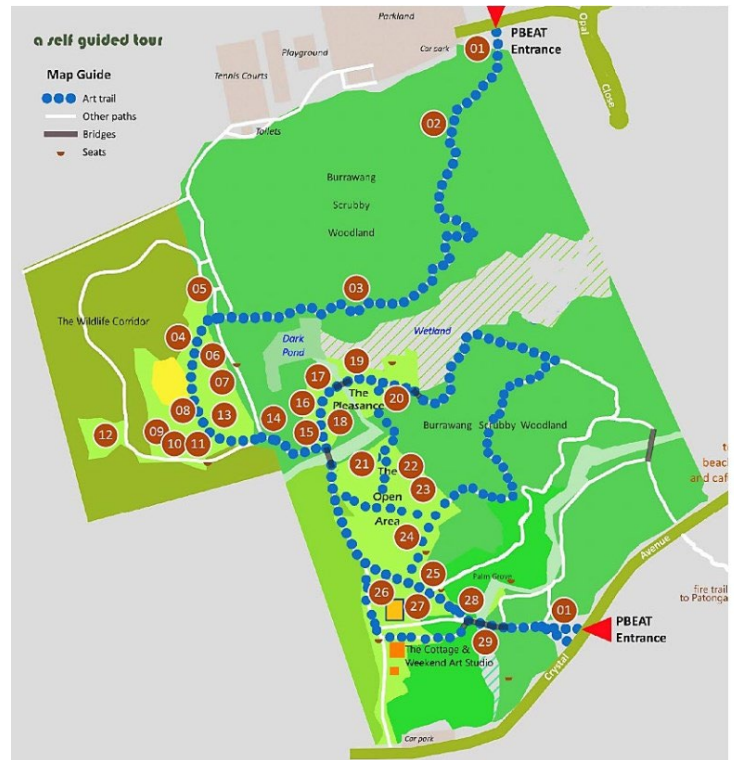 a self guided tour
Map Guide
Art trail
Other paths
Bridges
Seats
Parkland
Playground
Tennis Courts
Car park
Toilets
01
PBEAT
Entrance
Opal
Close
02
Burrawang
Scrubby
Woodland
03
05
The Wildlife Corridor
04
06
07
08
13
09
10
11
12
Dark
Pond
Wetland
19
17
The
Pleasance
16
18
20
14
15
Burrawang Scrubby Woodland
21
22
The
23
Open
Area
24
25
Palm Grove
26
27
28
01
PBEAT
Entrance
29
The Cottage &
Weekend Art Studio
Car park
Crystal
Avenue
beac
and caf
fire trail
to Patonga